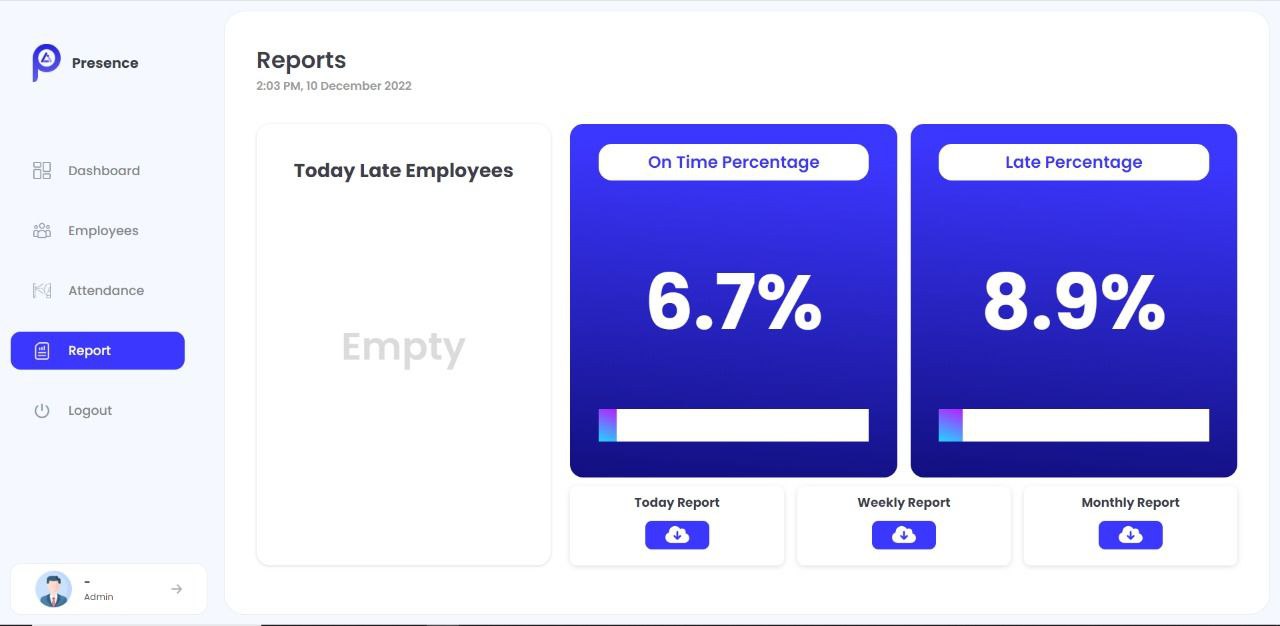 Presence
Dashboard
Employees
Attendance
Report
Logout
-
Admin
Reports
2:03 PM, 10 December 2022
Today Late Employees
Empty
On Time Percentage
6.7%
Late Percentage
8.9%
Today Report
Weekly Report
Monthly Report